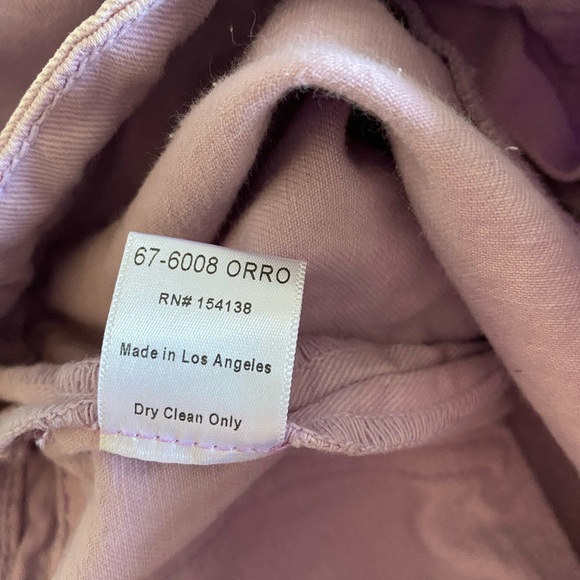 67-6008 ORRO
RN# 154138
Made in Los Angeles
Dry Clean Only